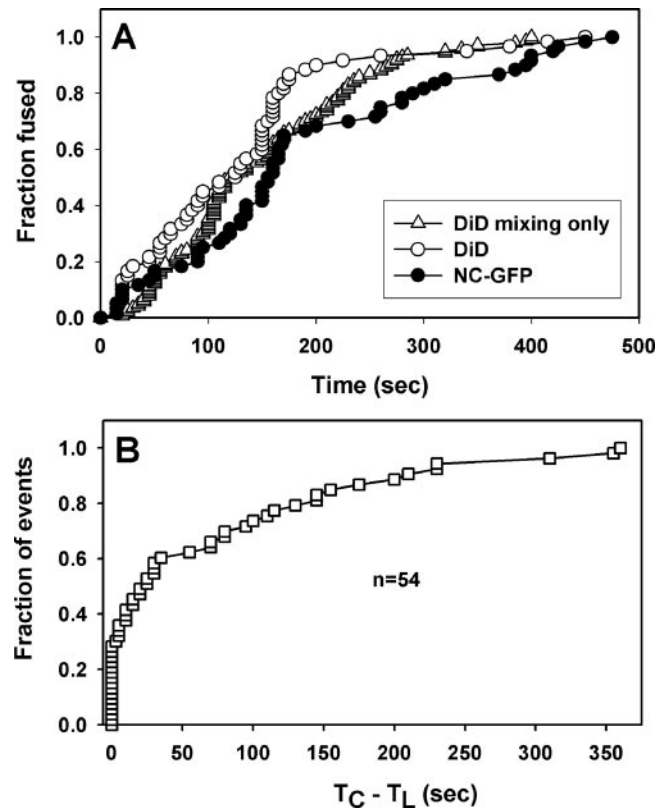 A
Fraction fused
1.0
0.8
0.6
0.4
0.2
0.0
DiD mixing only
DiD
NC-GFP
0 100 200 300 400 500
Time (sec)
B
Fraction of events
1.0
0.8
0.6
0.4
0.2
0.0
n=54
0 50 100 150 200 250 300 350
TC - TL (sec)